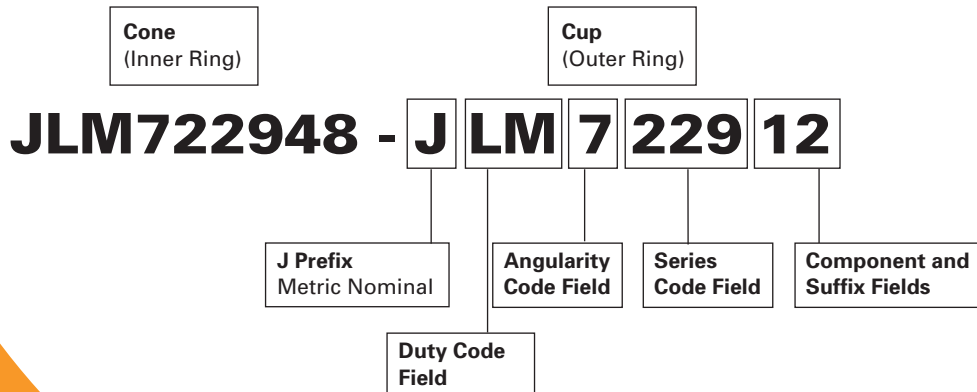 Cone
(Inner Ring)
Cup
(Outer Ring)
JLM722948 - J LM 7 229 12
J Prefix
Metric Nominal
Angularity
Code Field
Series
Code Field
Component and
Suffix Fields
Duty Code
Field